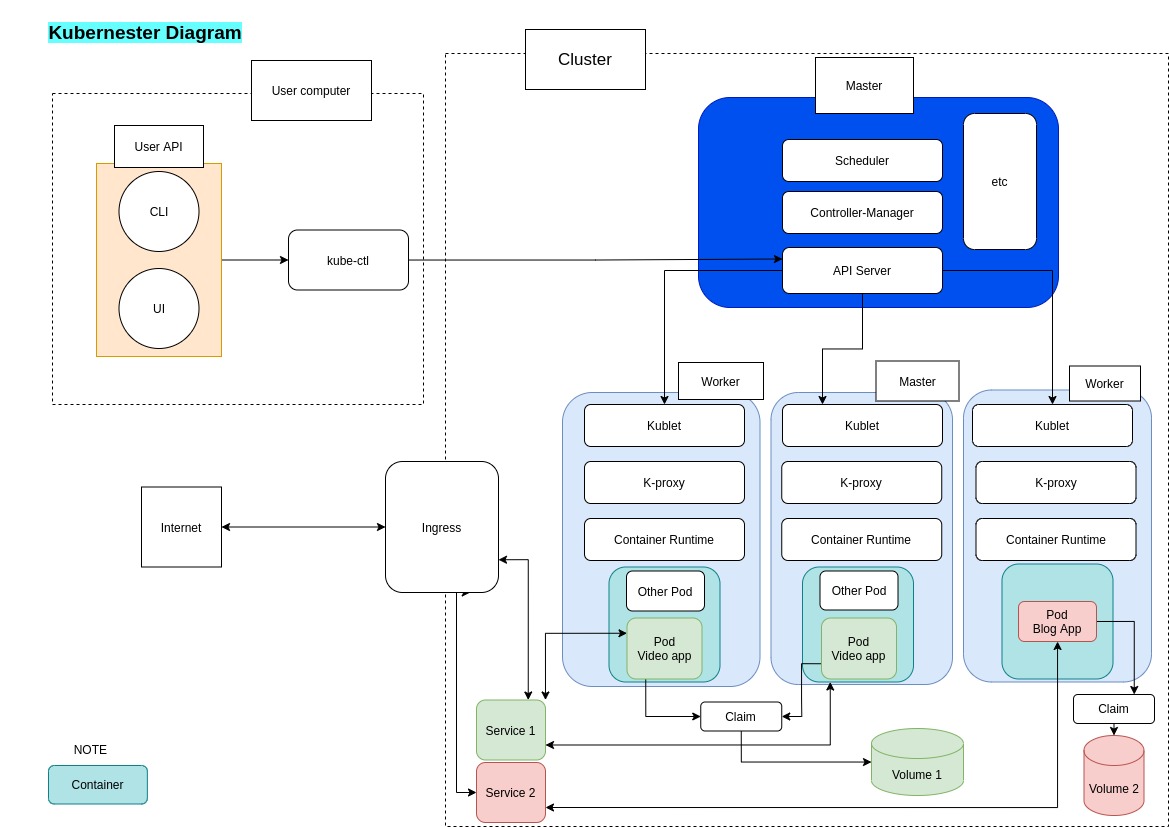 Kubernester Diagram
Cluster
User computer
Master
User API
CLI
UI
kube-ctl
Scheduler
Controller-Manager
API Server
etc
Worker
Master
Worker
Kublet
Kublet
Kublet
K-proxy
K-proxy
K-proxy
Container Runtime
Container Runtime
Container Runtime
Internet
Ingress
Other Pod
Pod
Video app
Other Pod
Pod
Video app
Pod
Blog App
Claim
Claim
Service 1
Service 2
Volume 1
Volume 2
NOTE
Container